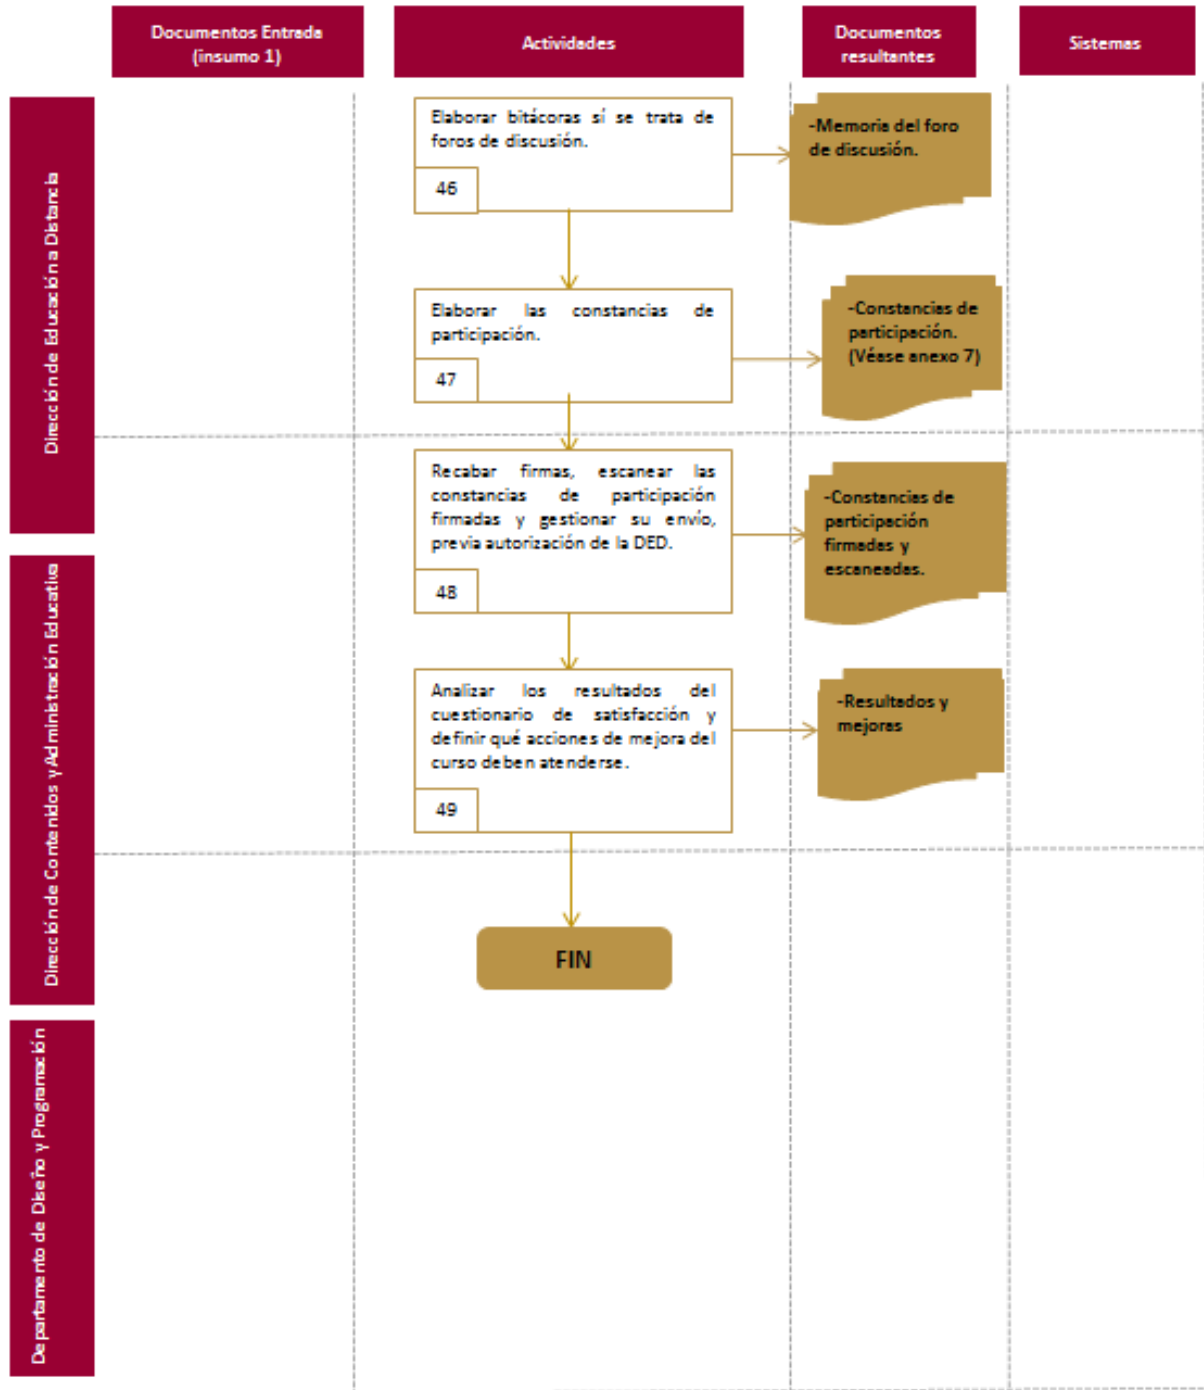 Documentos Entrada
(insumo 1)
Actividades
Documentos
resultantes
Sistemas
Dirección de Educación a Distancia
Elaborar bitácoras sí se trata de
foros de discusión.
46
-Memoria del foro
de discusión.
Elaborar las constancias de
participación.
47
-Constancias de
participación.
(Véase anexo 7)
Dirección de Contenidos y Administración Educativa
Recabar firmas, escanear las
constancias de participación
firmadas y gestionar su envío,
previa autorización de la DED.
48
-Constancias de
participación
firmadas y
escaneadas.
Analizar los resultados del
cuestionario de satisfacción y
definir qué acciones de mejora del
curso deben atenderse.
49
-Resultados y
mejoras
FIN
Departamento de Diseño y Programación